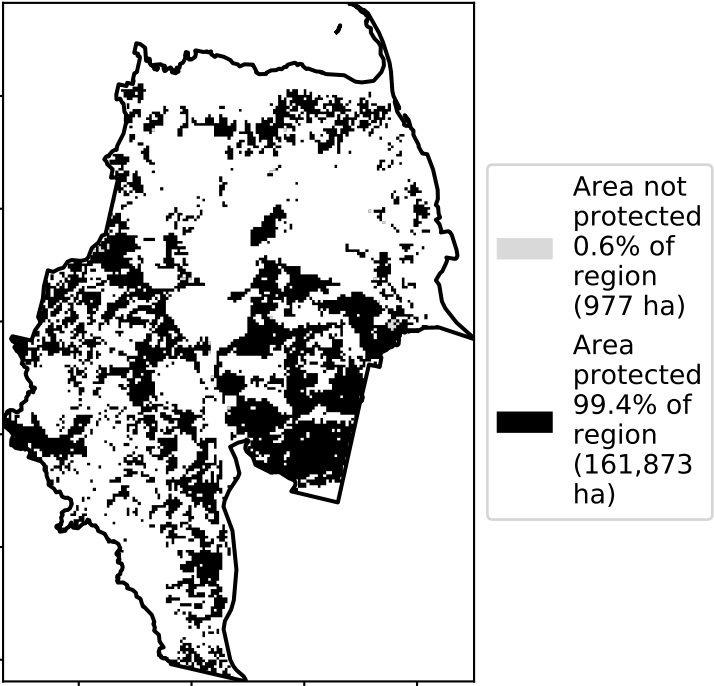 Area not
protected
0.6% of
region
(977 ha)
Area
protected
99.4% of
region
(161,873
ha)